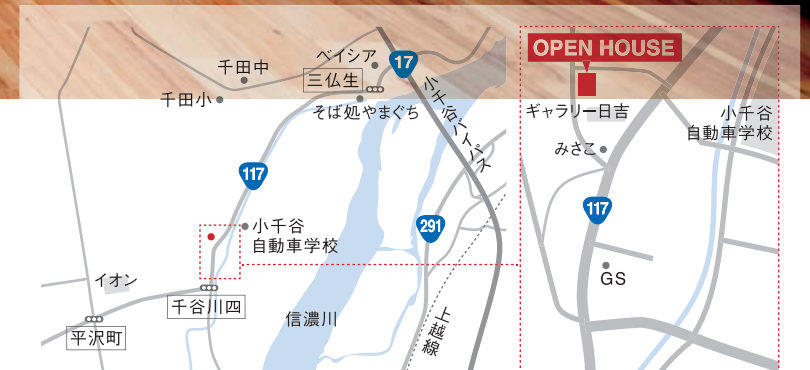 ベイシア
17
千田中
三仏生
千田小
そば処やまぐち
小千谷バイパス
117
小千谷
自動車学校
291
イオン
千谷川四
信濃川
上越線
平沢町
OPEN HOUSE
ギャラリー日吉
小千谷
自動車学校
みさこ
117
GS